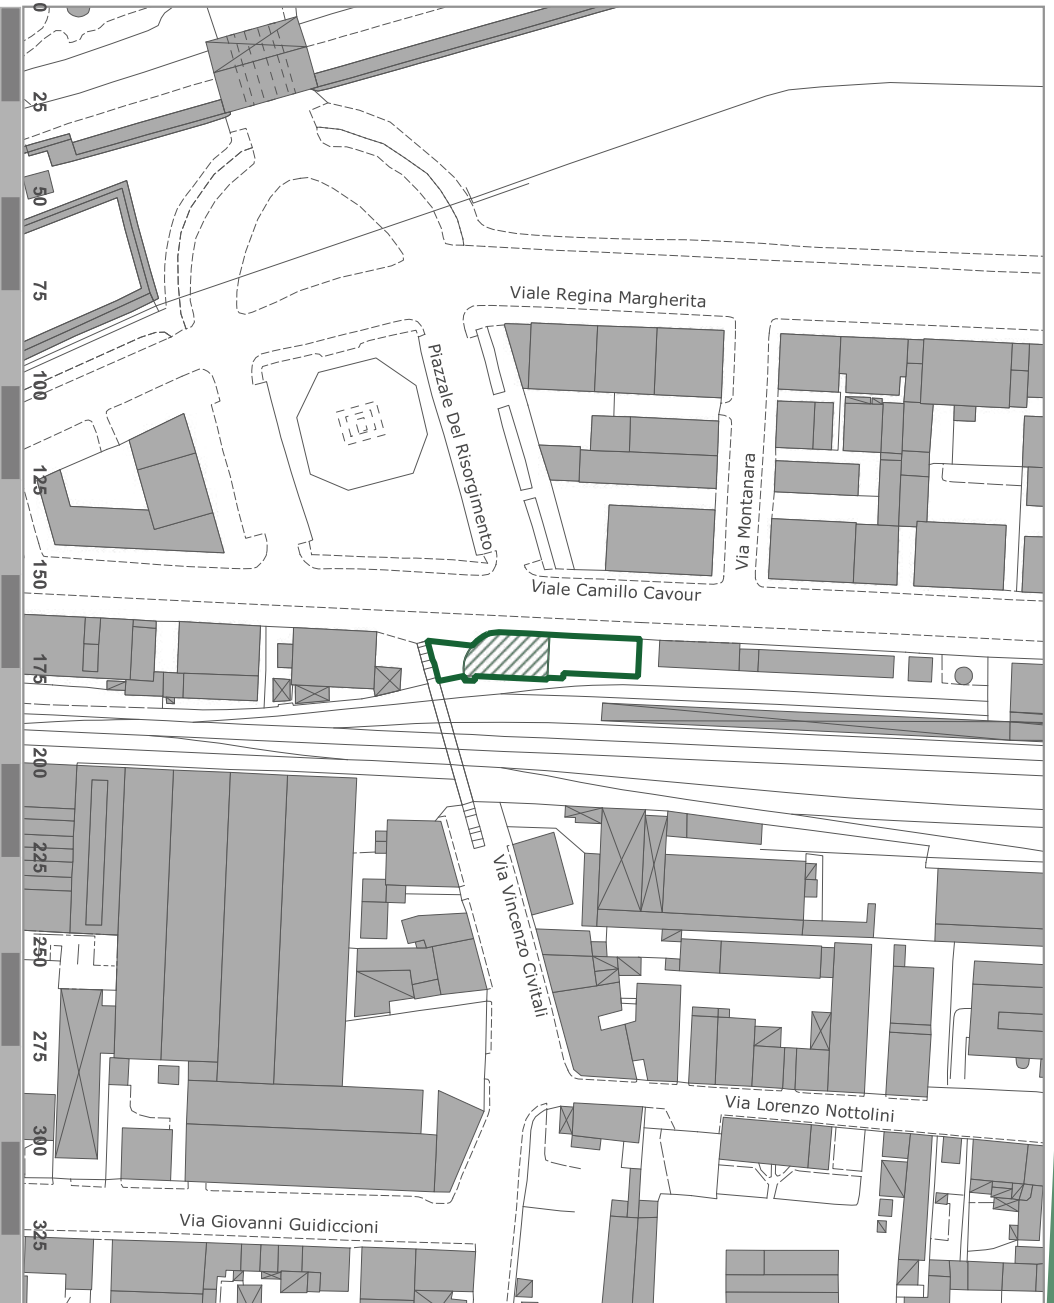 0
25
50
75
100
125
150
175
200
225
250
275
300
325
Viale Regina Margherita
Piazzale Del Risorgimento
Via Montanara
Viale Camillo Cavour
Via Vincenzo Civitali
Via Lorenzo Nottolini
Via Giovanni Guidiccioni